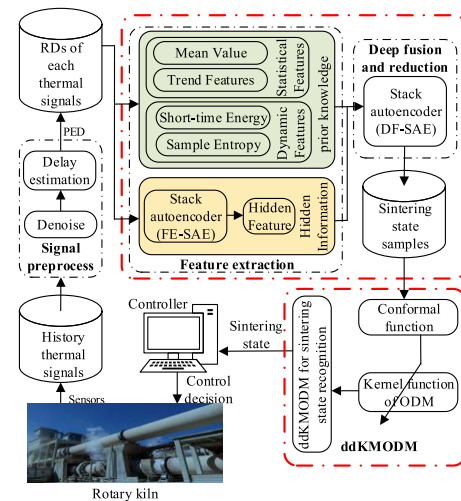 RDs of
each
thermal
signals
PED
Delay
estimation
Denoise
Signal
preprocess
History
thermal
signals
Sensors
Rotary kiln
Mean Value
Trend Features
Statistical
Features
Short-time Energy
Sample Entropy
Dynamic
Features
prior knowledge
Stack
autoencoder
(FE-SAE)
Hidden
Feature
Hidden
Information
Feature extraction
Deep fusion
and reduction
Stack
autoencoder
(DF-SAE)
Sintering
state
samples
Conformal
function
Kernel function
of ODM
ddKMODM
ddKMODM for sintering
state recognition
Sintering
state
Controller
Control
decision